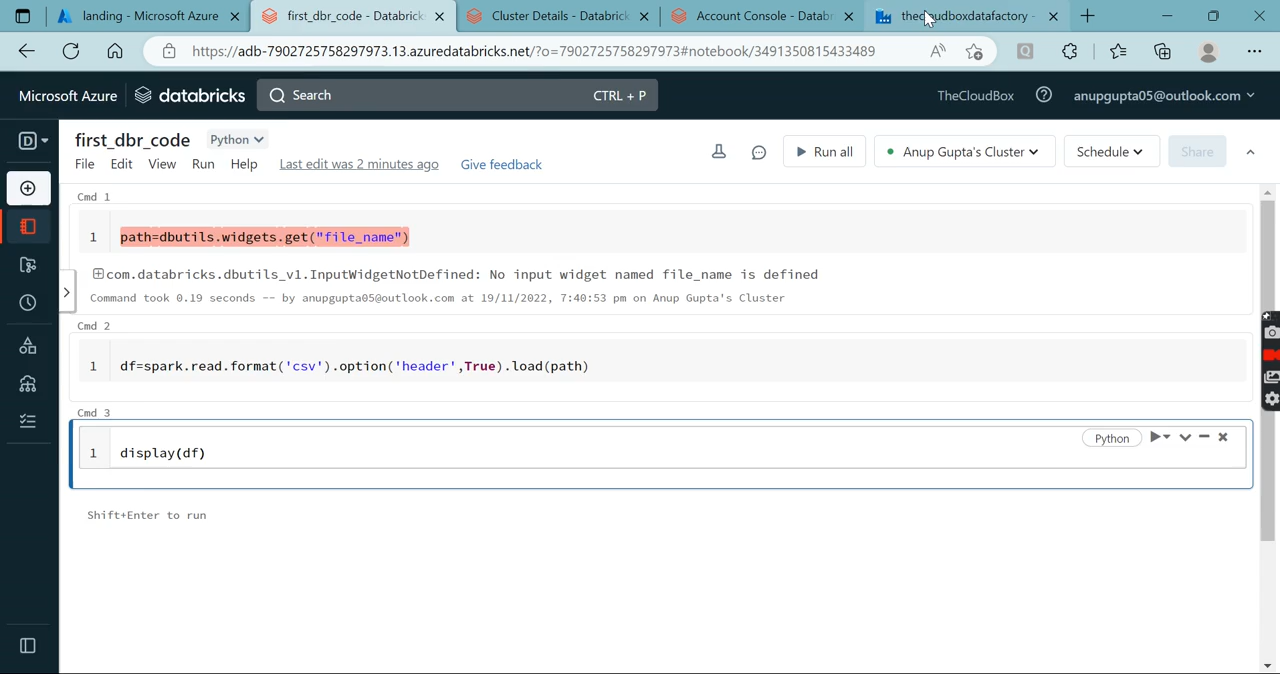 landing - Microsoft Azure
first_dbr_code - Databricks
Cluster Details - Databricks
Account Console - Databr
thecloudboxdatafactory -
https://adb-7902725758297973.13.azuredatabricks.net/?o=7902725758297973#notebook/3491350815433489
Microsoft Azure
databricks
Search
CTRL + P
TheCloudBox
anupgupta05@outlook.com
first_dbr_code
Python
File Edit View Run Help Last edit was 2 minutes ago Give feedback
Run all
Anup Gupta's Cluster
Schedule
Share
Cmd 1
1 path=dbutils.widgets.get("file_name")
com.databricks.dbutils_v1.InputWidgetNotDefined: No input widget named file_name is defined
Command took 0.19 seconds -- by anupgupta05@outlook.com at 19/11/2022, 7:40:53 pm on Anup Gupta's Cluster
Cmd 2
1 df=spark.read.format('csv').option('header',True).load(path)
Cmd 3
Python
1 display(df)
Shift+Enter to run